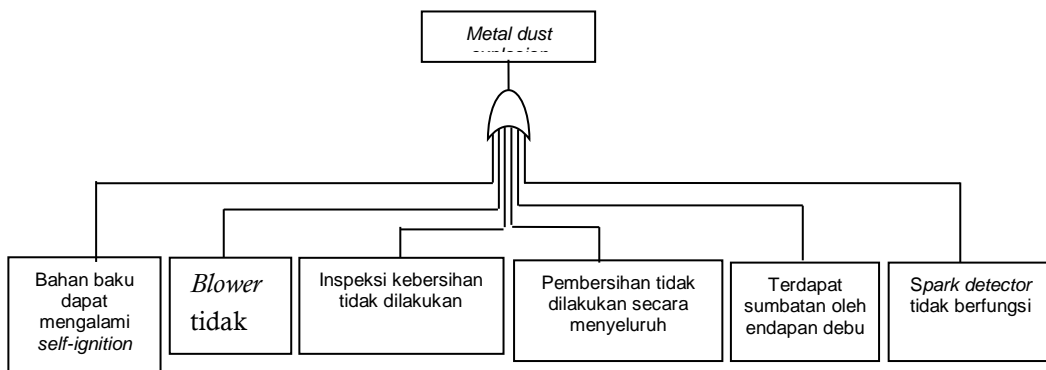 Metal dust
Bahan baku
dapat
mengalami
self-ignition
Blower
tidak
Inspeksi kebersihan
tidak dilakukan
Pembersihan tidak
dilakukan secara
menyeluruh
Terdapat
sumbatan oleh
endapan debu
Spark detector
tidak berfungsi